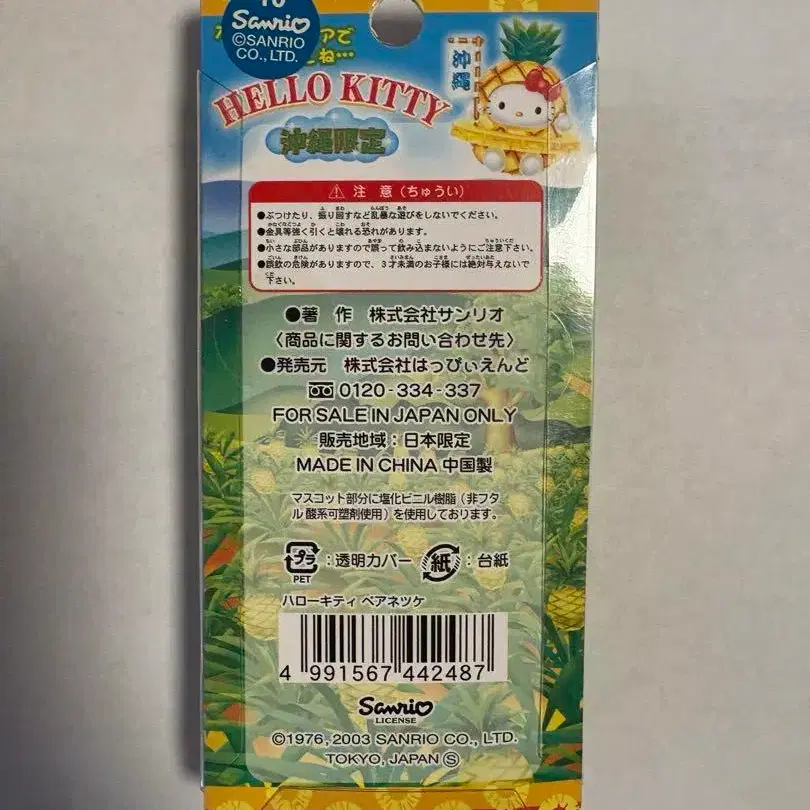 10
Sanrio
©SANRIO
CO., LTD.
アで
ね…
沖縄
HELLO KITTY
沖縄限定
⚠ 注 意 (ちゅうい)
●ぶつけたり、振り回すなど乱暴な遊びをしないでください。
●金具等強く引くと壊れる恐れがあります。
●小さな部品がありますので誤って飲み込まないようにご注意下さい。
●誤飲の危険がありますので、3才未満のお子様には絶対与えないで
下さい。
●著 作 株式会社サンリオ
〈商品に関するお問い合わせ先〉
●発売元 株式会社はっぴぃえんど
0120-334-337
FOR SALE IN JAPAN ONLY
販売地域:日本限定
MADE IN CHINA 中国製
マスコット部分に塩化ビニル樹脂(非フタ
ル酸系可塑剤使用)を使用しております。
プラ
PET
:透明カバー
紙
:台紙
ハローキティ ペアネツケ
4 991567 442487
Sanrio
LICENSE
©1976, 2003 SANRIO CO., LTD.
TOKYO, JAPAN Ⓢ